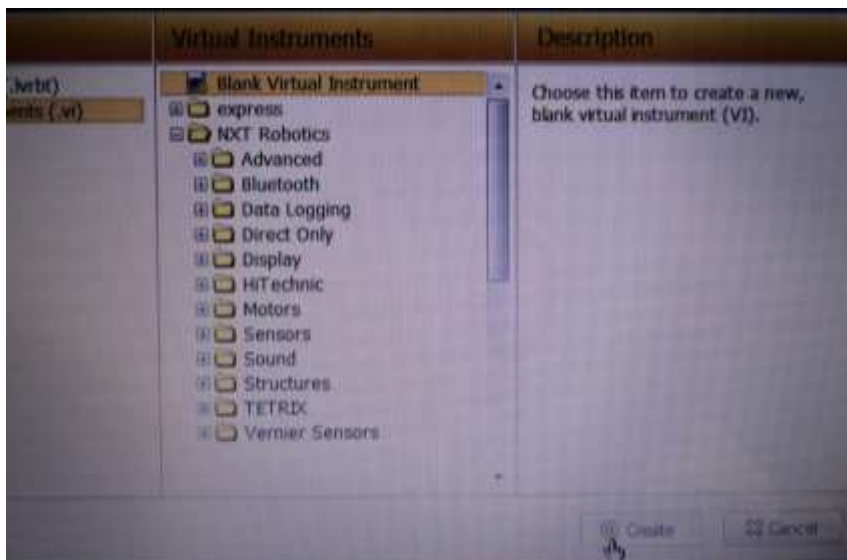 Virtual Instruments
Description
.lvrbt)
ents (.vi)
Blank Virtual Instrument
express
NXT Robotics
Advanced
Bluetooth
Data Logging
Direct Only
Display
HiTechnic
Motors
Sensors
Sound
Structures
TETRIX
Vernier Sensors
Choose this item to create a new,
blank virtual instrument (VI).
Create
Cancel